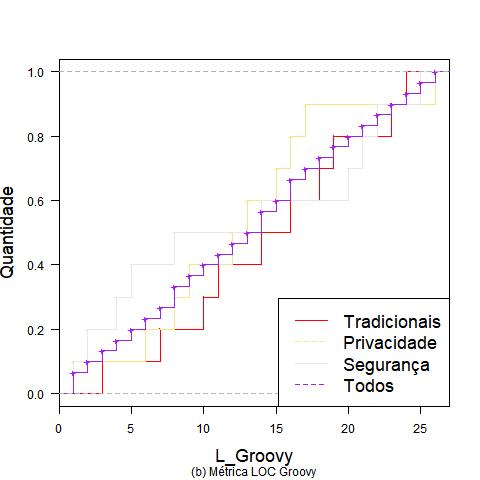 Quantidade
1.0
0.8
0.6
0.4
0.2
0.0
Tradicionais
Privacidade
Segurança
Todos
0 5 10 15 20 25
L_Groovy
(b) Métrica LOC Groovy